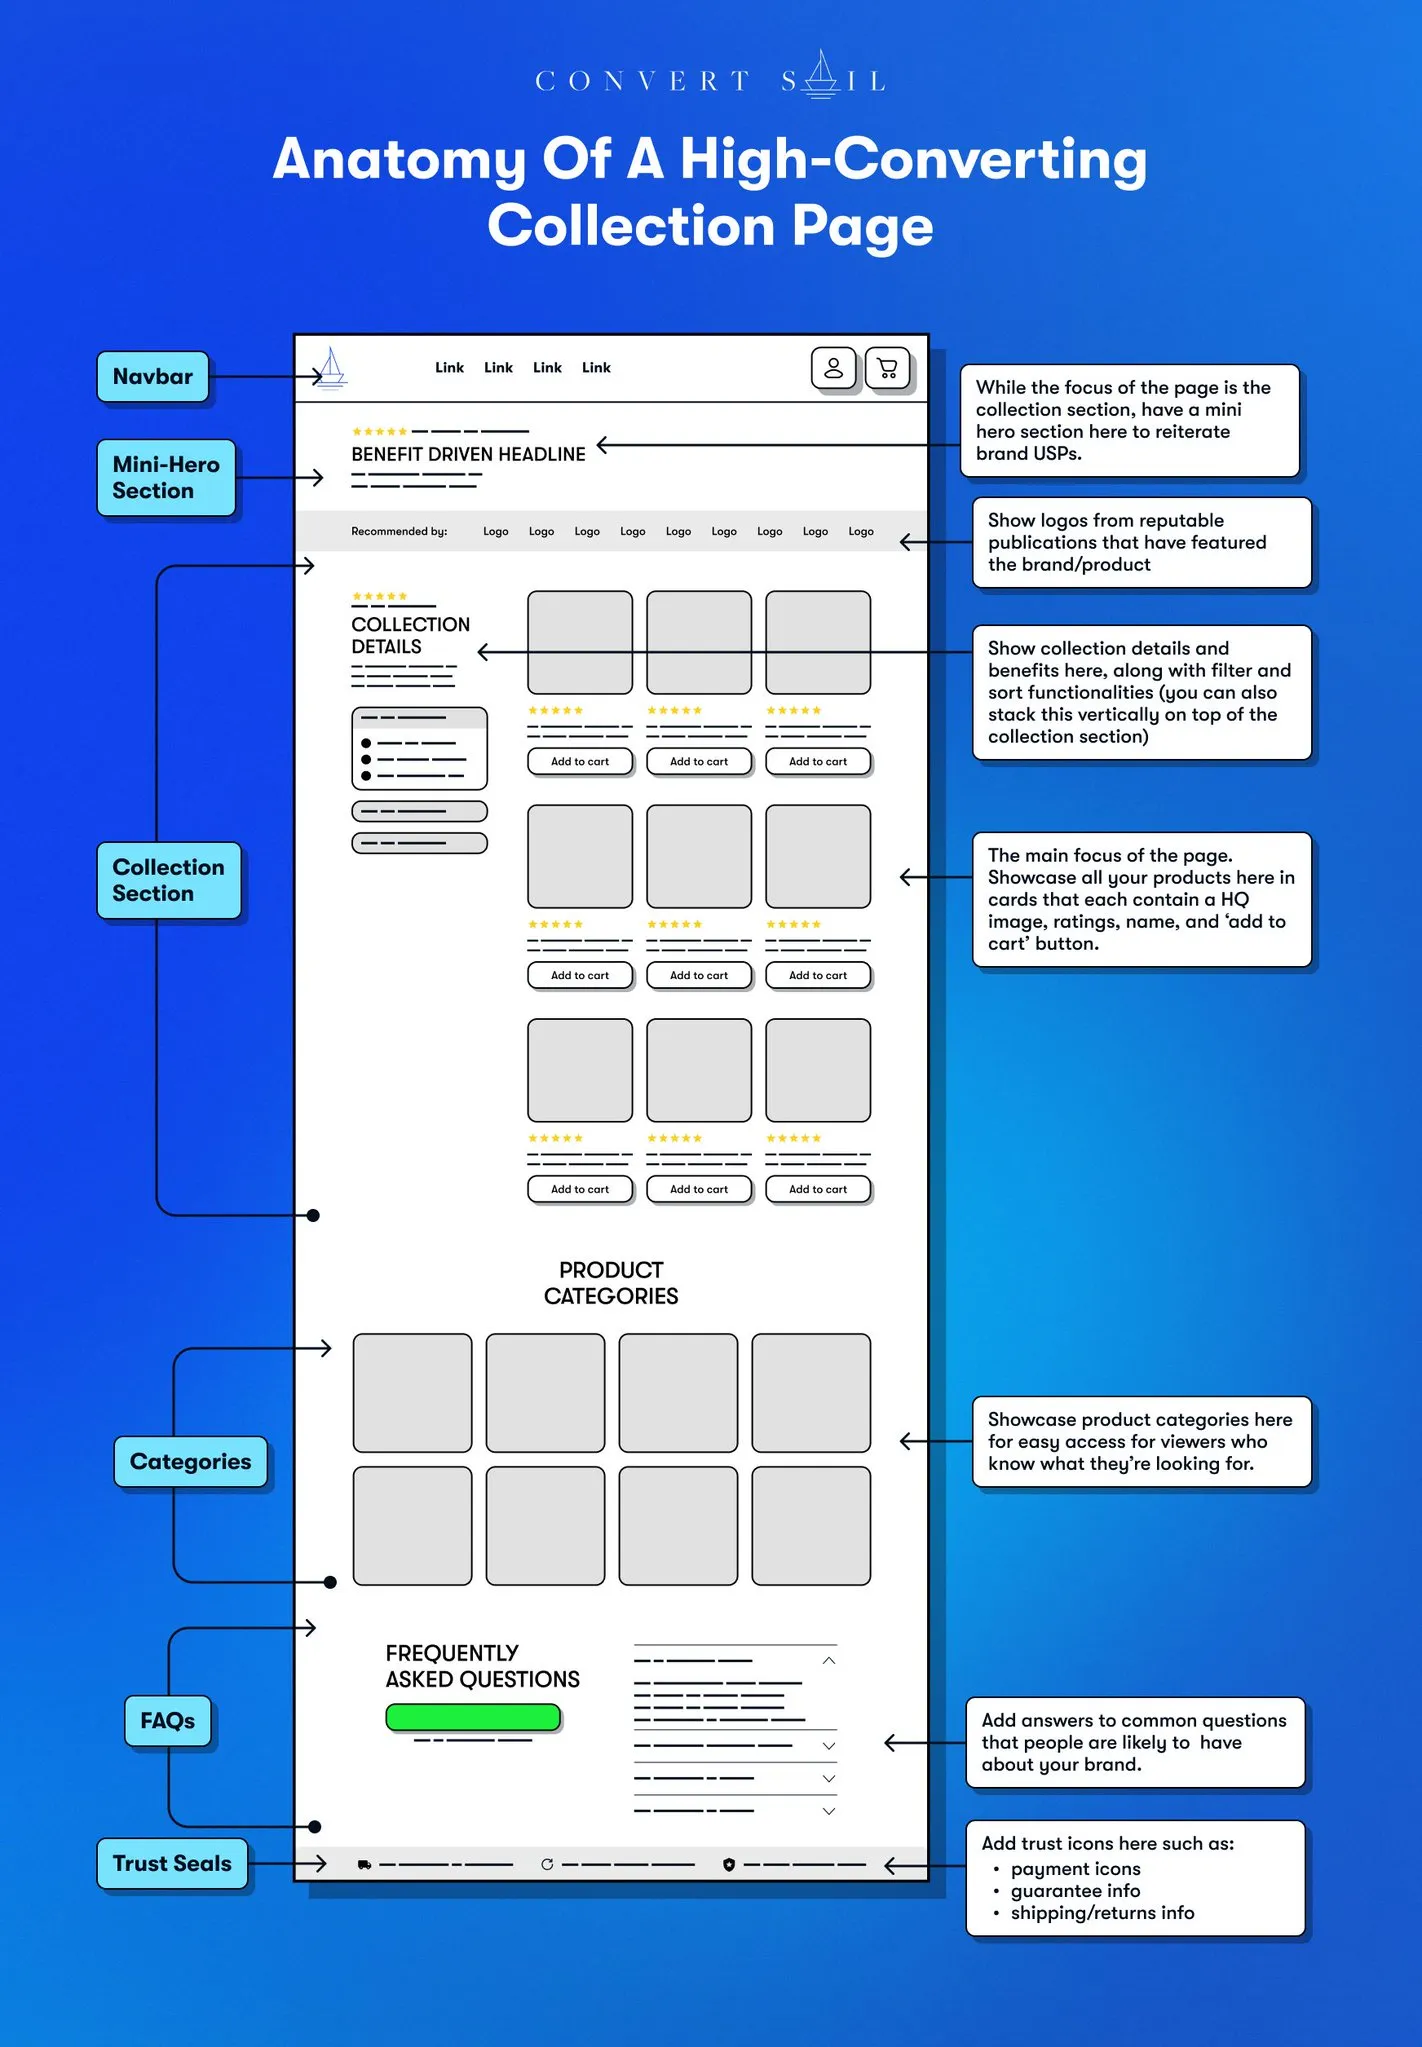 CONVERT SAIL
Anatomy Of A High-Converting
Collection Page
Navbar
Link Link Link Link
Mini-Hero
Section
BENEFIT DRIVEN HEADLINE
While the focus of the page is the
collection section, have a mini
hero section here to reiterate
brand USPs.
Recommended by: Logo Logo Logo Logo Logo Logo Logo Logo Logo
Show logos from reputable
publications that have featured
the brand/product
Collection
Section
COLLECTION
DETAILS
Show collection details and
benefits here, along with filter and
sort functionalities (you can also
stack this vertically on top of the
collection section)
Add to cart Add to cart Add to cart
The main focus of the page.
Showcase all your products here in
cards that each contain a HQ
image, ratings, name, and ‘add to
cart’ button.
Add to cart Add to cart Add to cart
Add to cart Add to cart Add to cart
PRODUCT
CATEGORIES
Categories
Showcase product categories here
for easy access for viewers who
know what they’re looking for.
FAQs
FREQUENTLY
ASKED QUESTIONS
Add answers to common questions
that people are likely to have
about your brand.
Trust Seals
Add trust icons here such as:
• payment icons
• guarantee info
• shipping/returns info